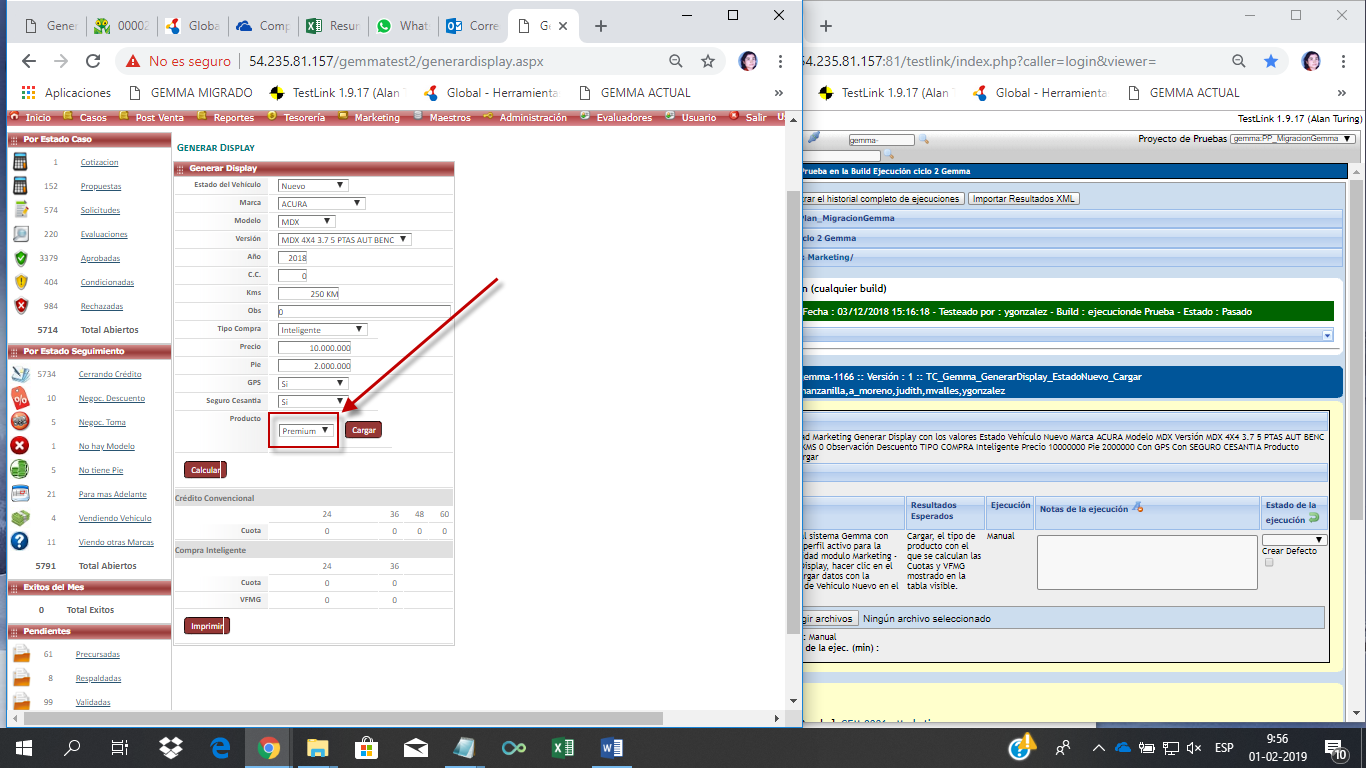 Gener
00002
Globa
Comp
Resun
Whats
Corre
Ge
No es seguro
54.235.81.157/gemmatest2/generardisplay.aspx
Aplicaciones
GEMMA MIGRADO
TestLink 1.9.17 (Alan
Global - Herramienta
GEMMA ACTUAL
»
Inicio
Casos
Post Venta
Reportes
Tesorería
Marketing
Maestros
Administración
Evaluadores
Usuario
Salir
Us
Por Estado Caso
1 Cotizacion
152 Propuestas
574 Solicitudes
220 Evaluaciones
3379 Aprobadas
404 Condicionadas
984 Rechazadas
5714 Total Abiertos
Por Estado Seguimiento
5734 Cerrando Crédito
10 Negoc. Descuento
5 Negoc. Toma
1 No hay Modelo
5 No tiene Pie
21 Para mas Adelante
4 Vendiendo Vehiculo
11 Viendo otras Marcas
5791 Total Abiertos
Exitos del Mes
0 Total Exitos
Pendientes
61 Precursadas
8 Respaldadas
99 Validadas
GENERAR DISPLAY
Generar Display
Estado del Vehículo Nuevo
Marca ACURA
Modelo MDX
Versión MDX 4X4 3.7 5 PTAS AUT BENC
Año 2018
C.C. 0
Kms 250 KM
Obs 0
Tipo Compra Inteligente
Precio 10.000.000
Pie 2.000.000
GPS Si
Seguro Cesantia Si
Producto Premium Cargar
Calcular
Crédito Convencional
24 36 48 60
Cuota 0 0 0 0
Compra Inteligente
24 36
Cuota 0 0
VFMG 0 0
Imprimir
54.235.81.157:81/testlink/index.php?caller=login&viewer=
TestLink 1.9.17 (Alan
Global - Herramienta
GEMMA ACTUAL
»
TestLink 1.9.17 (Alan Turing)
gemma-
Proyecto de Pruebas gemma:PP_MigracionGemma
Prueba en la Build Ejecución ciclo 2 Gemma
rar el historial completo de ejecuciones
Importar Resultados XML
Plan_MigracionGemma
clo 2 Gemma
: Marketing/
n (cualquier build)
Fecha : 03/12/2018 15:16:18 - Testeado por : ygonzalez - Build : ejecucionde Prueba - Estado : Pasado
emma-1166 :: Versión : 1 :: TC_Gemma_GenerarDisplay_EstadoNuevo_Cargar
manzanilla,a_moreno,judith,mvalles,ygonzalez
ad Marketing Generar Display con los valores Estado Vehículo Nuevo Marca ACURA Modelo MDX Versión MDX 4X4 3.7 5 PTAS AUT BENC
KMS 0 Observación Descuento TIPO COMPRA Inteligente Precio 10000000 Pie 2000000 Con GPS Con SEGURO CESANTIA Producto
argar
Resultados Esperados
Ejecución
Notas de la ejecución
Estado de la ejecución
al sistema Gemma con
perfil activo para la
dad modulo Marketing -
Display, hacer clic en el
argar datos con la
de Vehiculo Nuevo en el
Cargar, el tipo de
producto con el
que se calculan las
Cuotas y VFMG
mostrado en la
tabla visible.
Manual
Crear Defecto
gir archivos
Ningún archivo seleccionado
: Manual
de la ejec. (min) :
ESP
9:56
01-02-2019
10